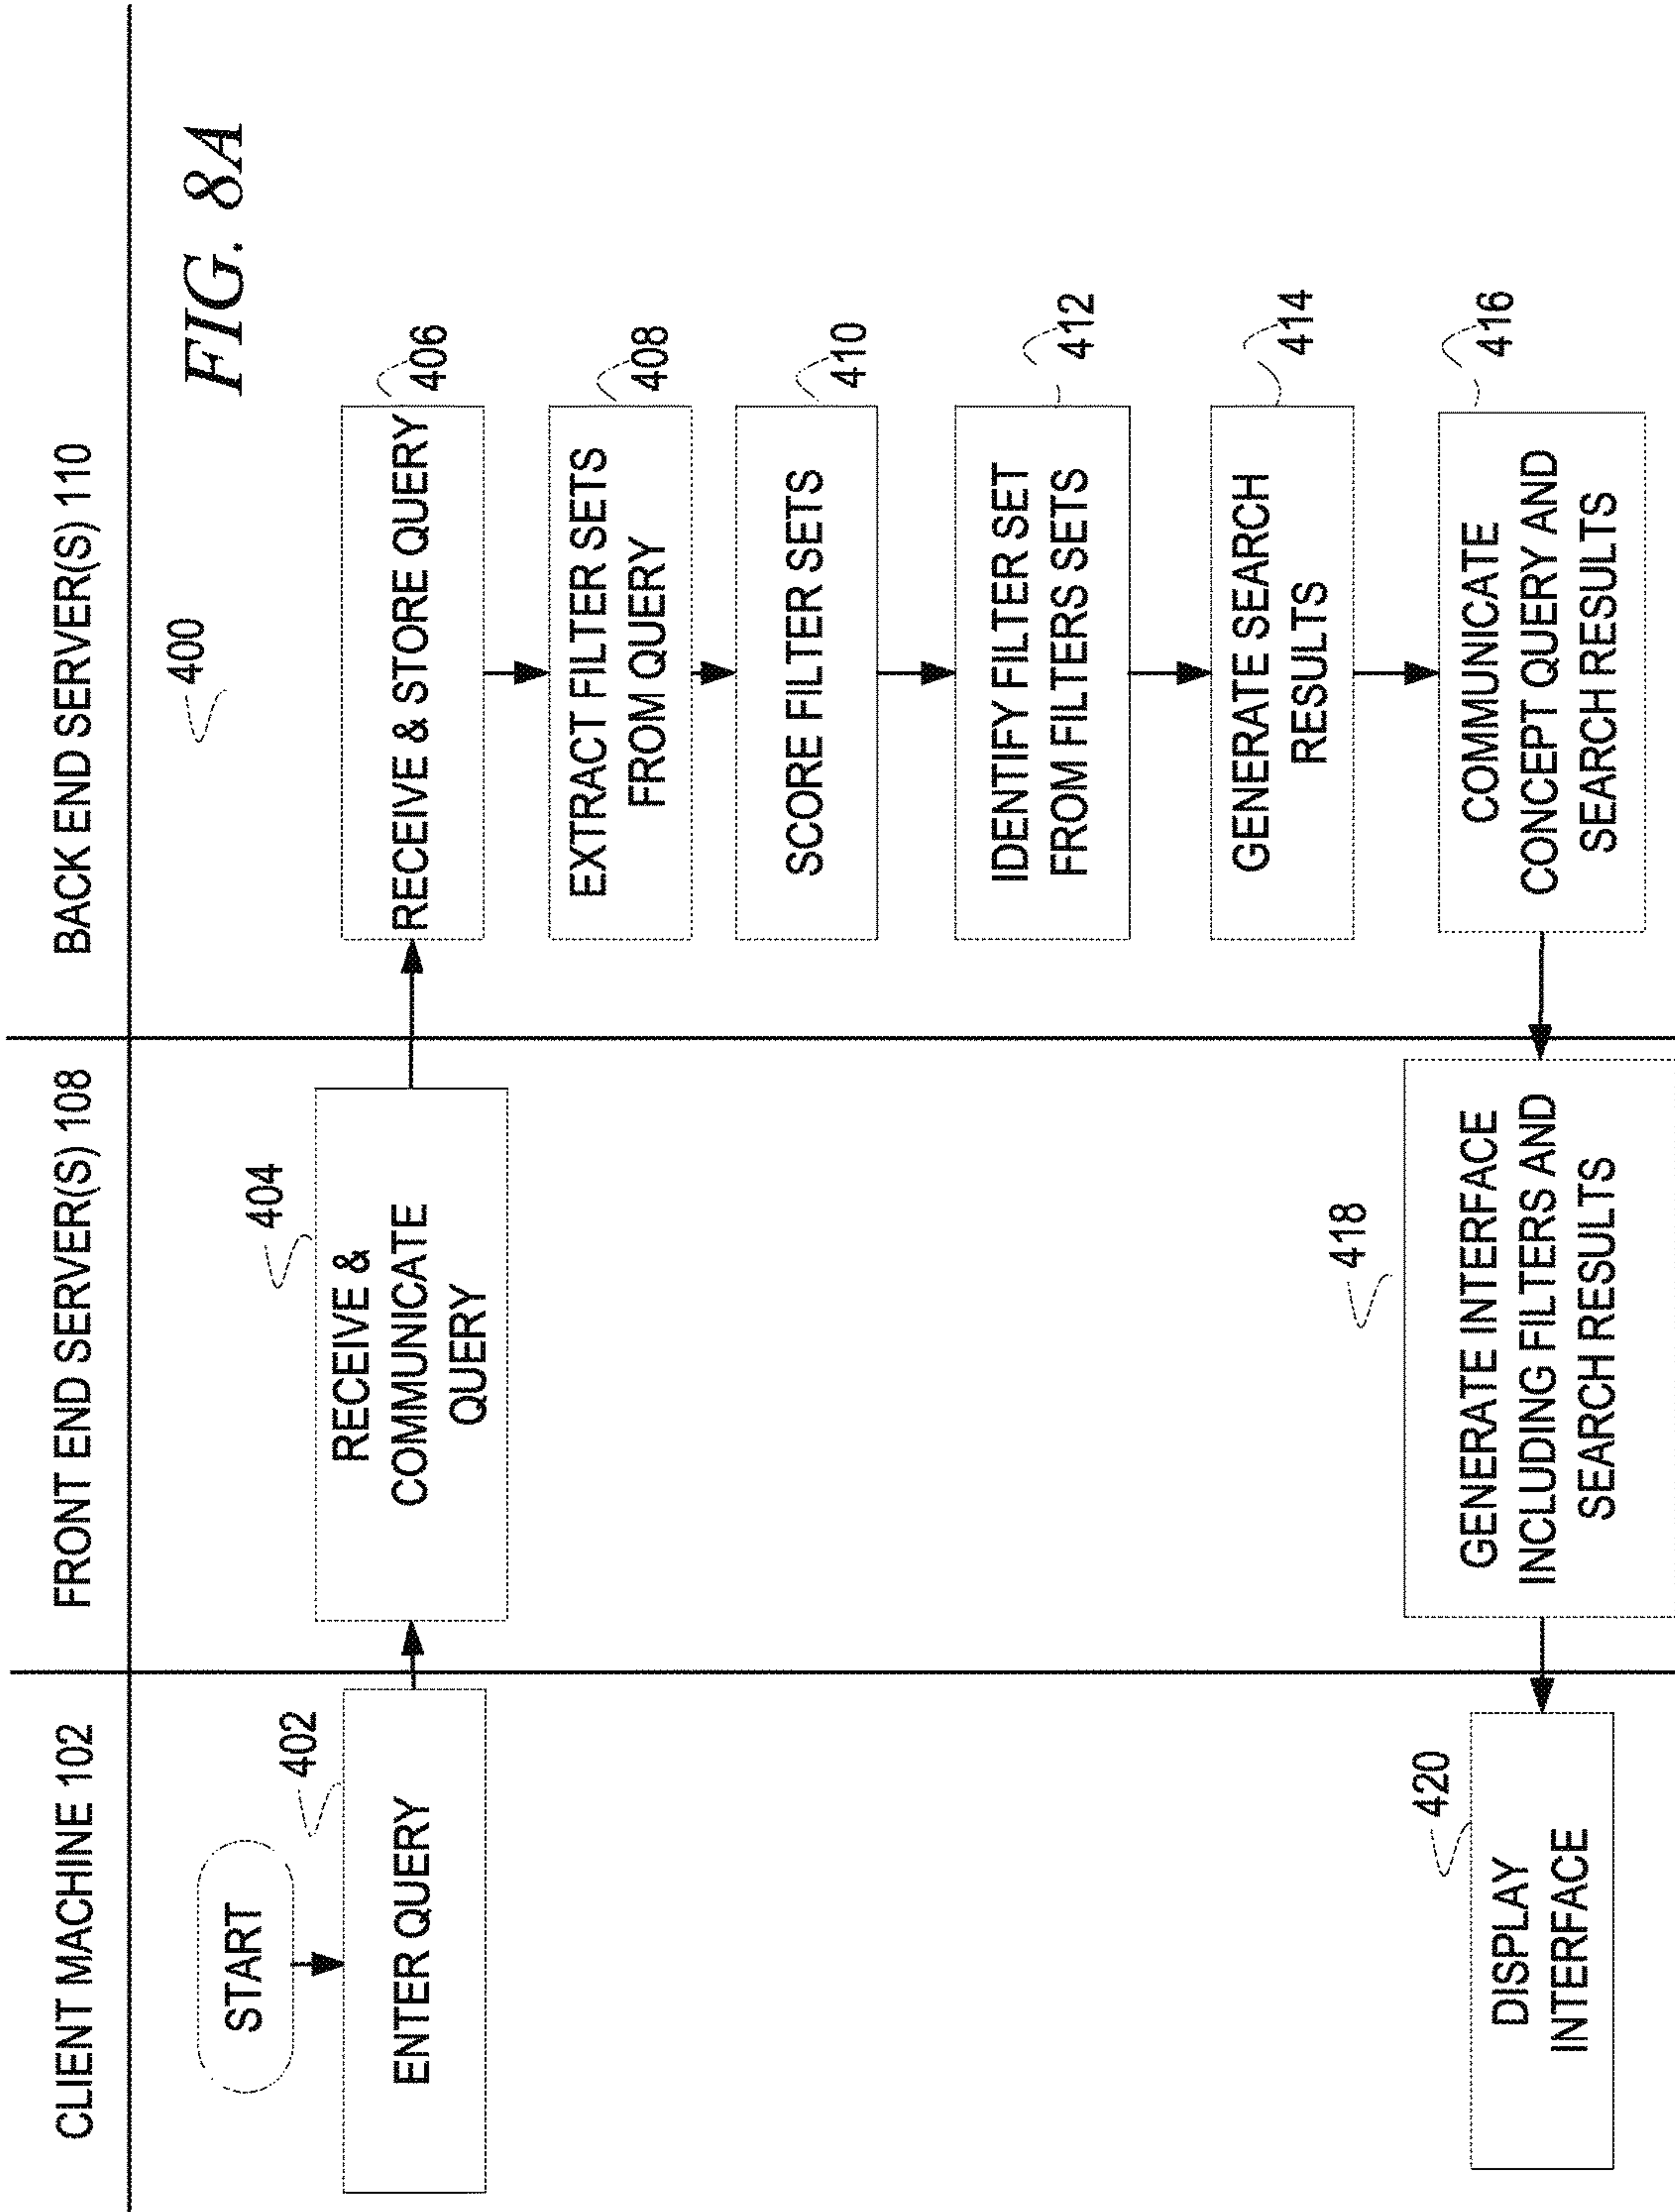 CLIENT MACHINE 102
FRONT END SERVER(S) 108
BACK END SERVER(S) 110
400
FIG. 8A
START
402
ENTER QUERY
404
RECEIVE &
COMMUNICATE
QUERY
RECEIVE & STORE QUERY
406
EXTRACT FILTER SETS
FROM QUERY
408
SCORE FILTER SETS
410
IDENTIFY FILTER SET
FROM FILTERS SETS
412
GENERATE SEARCH
RESULTS
414
COMMUNICATE
CONCEPT QUERY AND
SEARCH RESULTS
416
418
GENERATE INTERFACE
INCLUDING FILTERS AND
SEARCH RESULTS
420
DISPLAY
INTERFACE